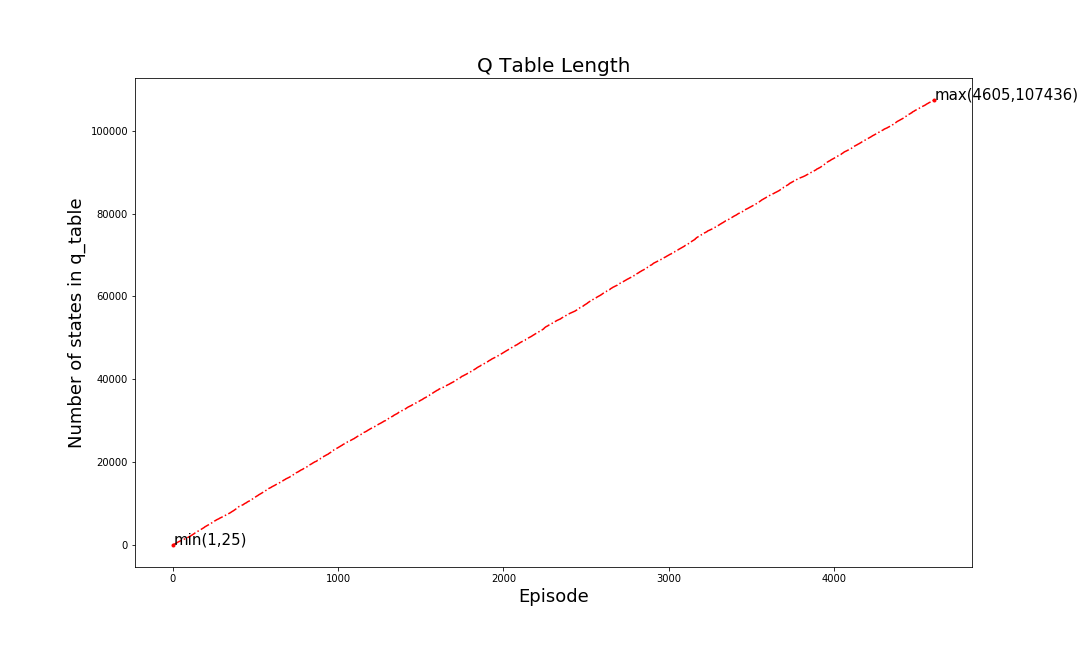 Q Table Length
max(4605,107436)
100000
80000
60000
40000
20000
0
Number of states in q_table
min(1,25)
0 1000 2000 3000 4000
Episode